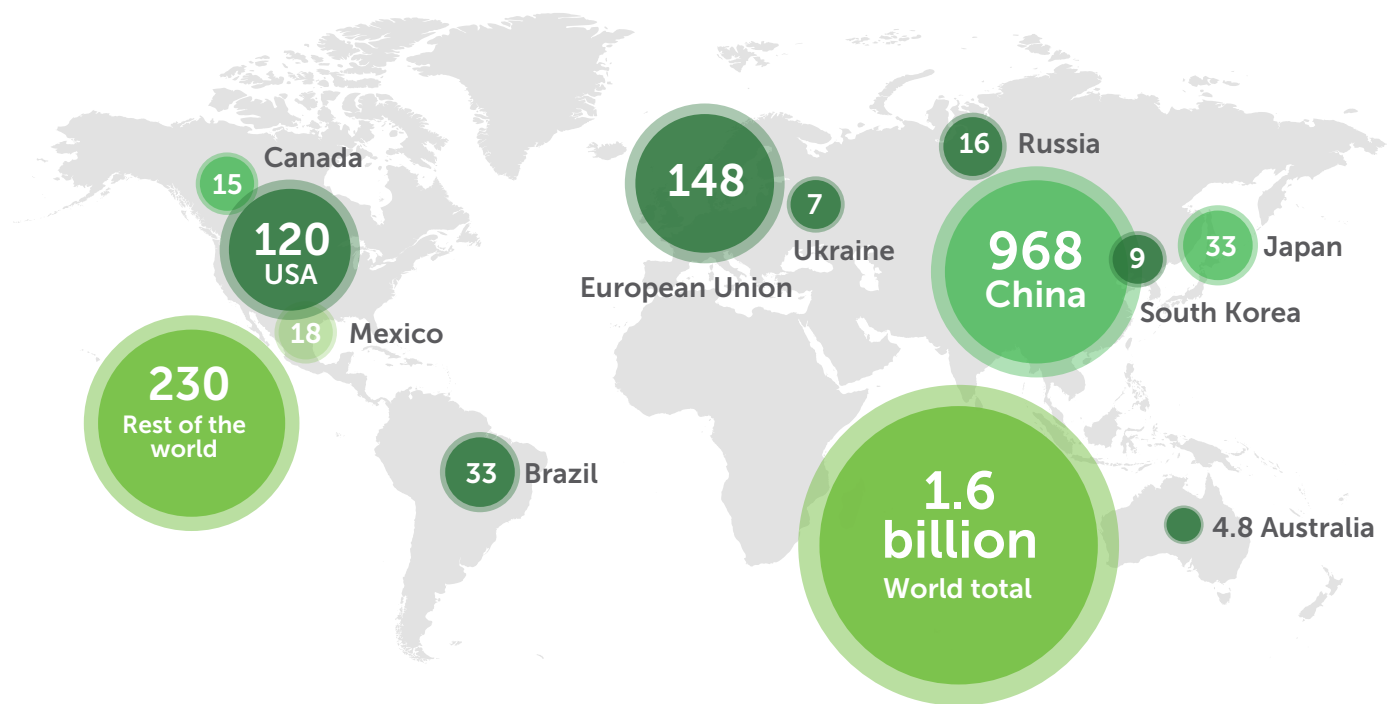 Canada
15
120
USA
18 Mexico
230
Rest of the
world
33 Brazil
148
European Union
7
Ukraine
16 Russia
968
China
9
South Korea
33 Japan
1.6
billion
World total
4.8 Australia